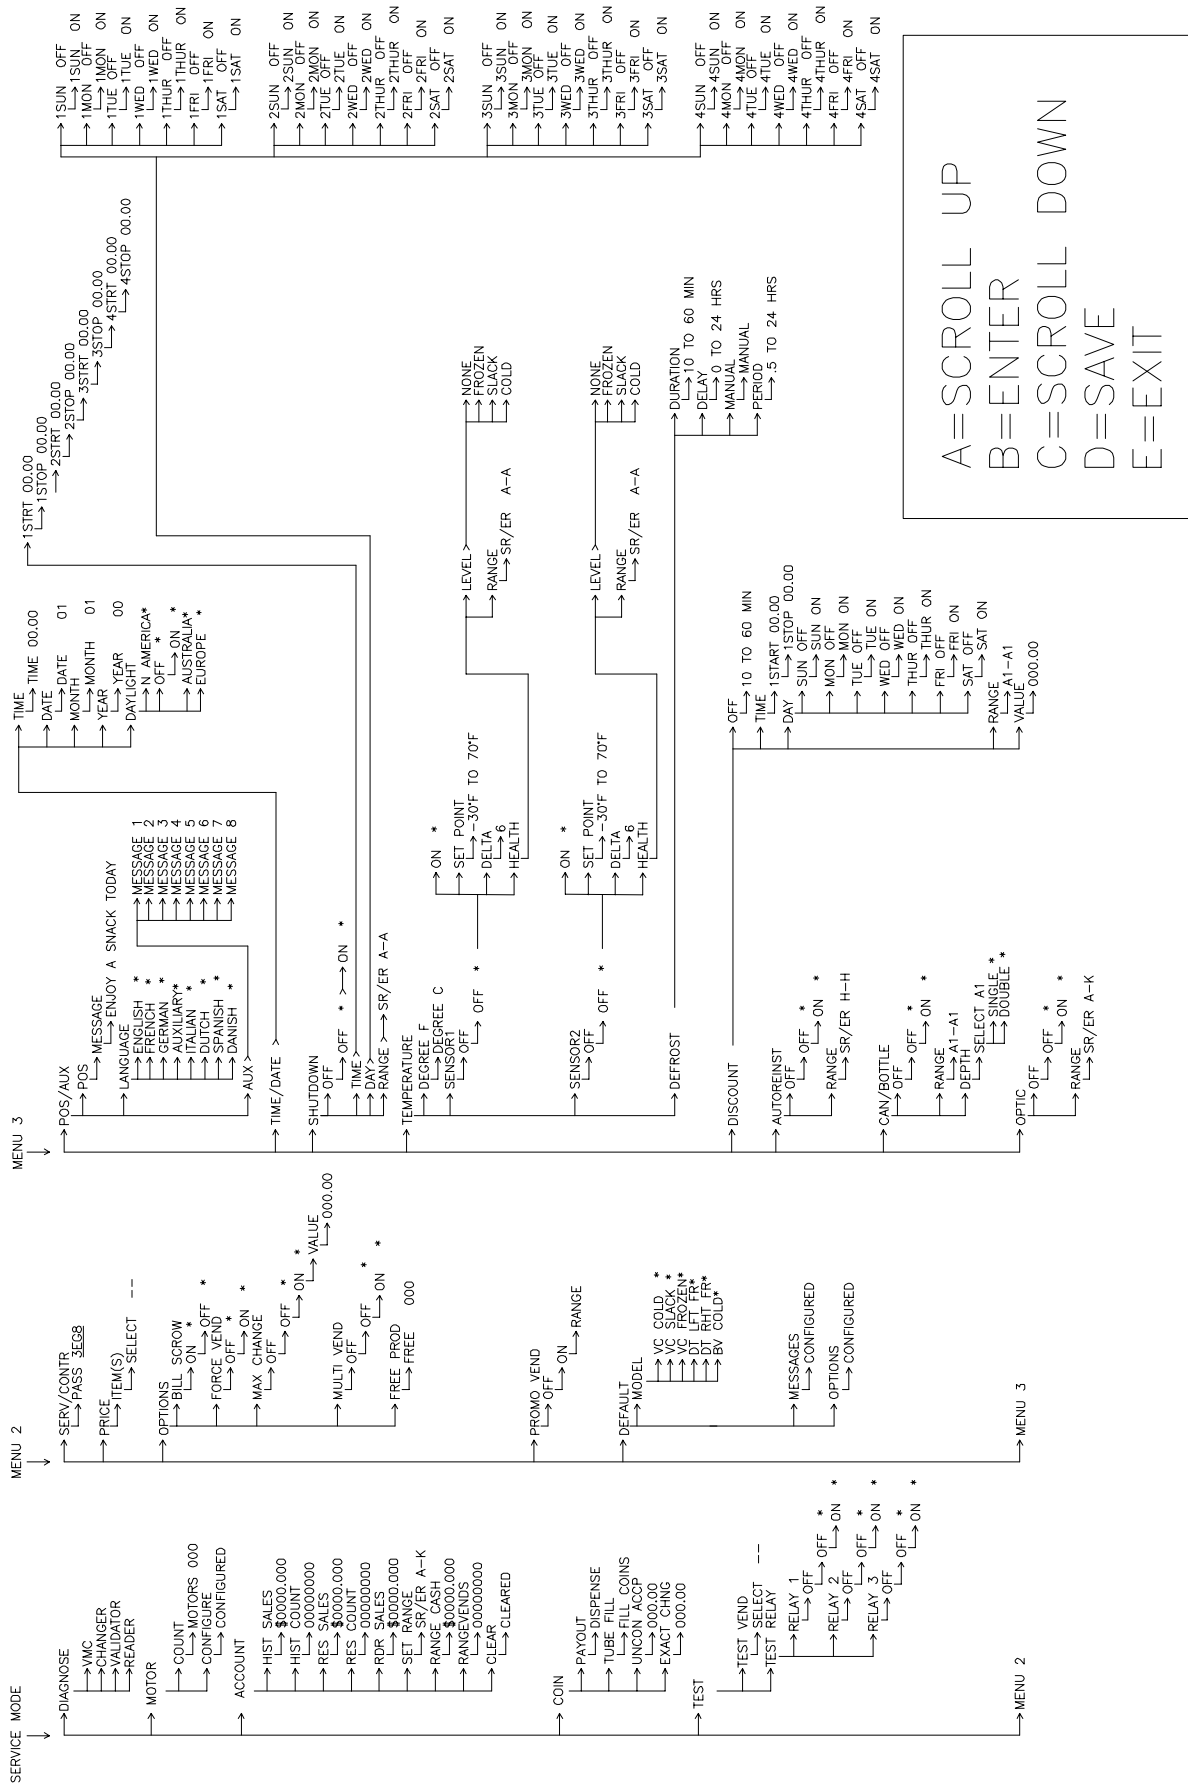 SERVICE MODE
DIAGNOSE
VMC
CHANGER
VALIDATOR
READER
MOTOR
COUNT
MOTORS 000
CONFIGURE
CONFIGURED
ACCOUNT
HIST SALES
$0000.000
HIST COUNT
00000000
RES SALES
$0000.000
RES COUNT
00000000
RDR SALES
$0000.000
SET RANGE
SR/ER A-K
RANGE CASH
$0000.000
RANGEVENDS
00000000
CLEAR
CLEARED
COIN
PAYOUT
DISPENSE
TUBE FILL
FILL COINS
UNCON ACCP
000.00
EXACT CHNG
000.00
TEST
TEST VEND
SELECT --
TEST RELAY
RELAY 1
OFF
OFF *
ON *
RELAY 2
OFF
OFF *
ON *
RELAY 3
OFF
OFF *
ON *
MENU 2
MENU 2
SERV/CONTR
PASS 3EG8
PRICE
ITEM(S)
SELECT --
OPTIONS
BILL SCROW
ON *
OFF *
FORCE VEND
OFF *
ON *
MAX CHANGE
OFF
OFF *
ON *
VALUE
000.00
MULTI VEND
OFF
OFF *
ON *
FREE PROD
FREE 000
PROMO VEND
OFF
ON
RANGE
DEFAULT
MODEL
VC COLD *
VC SLACK *
VC FROZEN*
DT LFT FR*
DT RHT FR*
BV COLD*
MESSAGES
CONFIGURED
OPTIONS
CONFIGURED
MENU 3
MENU 3
POS/AUX
POS
MESSAGE
ENJOY A SNACK TODAY
LANGUAGE
ENGLISH *
FRENCH *
GERMAN *
AUXILIARY*
ITALIAN *
DUTCH *
SPANISH *
DANISH *
AUX>
MESSAGE 1
MESSAGE 2
MESSAGE 3
MESSAGE 4
MESSAGE 5
MESSAGE 6
MESSAGE 7
MESSAGE 8
TIME/DATE>
TIME
TIME 00.00
DATE
DATE 01
MONTH
MONTH 01
YEAR
YEAR 00
DAYLIGHT
N AMERICA*
OFF *
ON *
AUSTRALIA*
EUROPE *
SHUTDOWN
OFF
OFF *
ON *
TIME>
1STRT 00.00
1STOP 00.00
2STRT 00.00
2STOP 00.00
3STRT 00.00
3STOP 00.00
4STRT 00.00
4STOP 00.00
DAY>
1SUN OFF
1SUN ON
1MON OFF
1MON ON
1TUE OFF
1TUE ON
1WED OFF
1WED ON
1THUR OFF
1THUR ON
1FRI OFF
1FRI ON
1SAT OFF
1SAT ON
2SUN OFF
2SUN ON
2MON OFF
2MON ON
2TUE OFF
2TUE ON
2WED OFF
2WED ON
2THUR OFF
2THUR ON
2FRI OFF
2FRI ON
2SAT OFF
2SAT ON
3SUN OFF
3SUN ON
3MON OFF
3MON ON
3TUE OFF
3TUE ON
3WED OFF
3WED ON
3THUR OFF
3THUR ON
3FRI OFF
3FRI ON
3SAT OFF
3SAT ON
4SUN OFF
4SUN ON
4MON OFF
4MON ON
4TUE OFF
4TUE ON
4WED OFF
4WED ON
4THUR OFF
4THUR ON
4FRI OFF
4FRI ON
4SAT OFF
4SAT ON
RANGE >
SR/ER A-A
TEMPERATURE
DEGREE F
DEGREE C
SENSOR1
OFF
OFF *
ON *
SET POINT
-30°F TO 70°F
DELTA
6
HEALTH
LEVEL>
NONE
FROZEN
SLACK
COLD
RANGE
SR/ER A-A
SENSOR2
OFF
OFF *
ON *
SET POINT
-30°F TO 70°F
DELTA
6
HEALTH
LEVEL>
NONE
FROZEN
SLACK
COLD
RANGE
SR/ER A-A
DEFROST
DURATION
10 TO 60 MIN
DELAY
0 TO 24 HRS
MANUAL
MANUAL
PERIOD
.5 TO 24 HRS
DISCOUNT
OFF
10 TO 60 MIN
TIME
1START 00.00
1STOP 00.00
DAY
SUN OFF
SUN ON
MON OFF
MON ON
TUE OFF
TUE ON
WED OFF
WED ON
THUR OFF
THUR ON
FRI OFF
FRI ON
SAT OFF
SAT ON
RANGE
A1-A1
VALUE
000.00
AUTOREINST
OFF
OFF *
ON *
RANGE
SR/ER H-H
CAN/BOTTLE
OFF
OFF *
ON *
RANGE
A1-A1
DEPTH
SELECT A1
SINGLE *
DOUBLE *
OPTIC
OFF
OFF *
ON *
RANGE
SR/ER A-K
A=SCROLL UP
B=ENTER
C=SCROLL DOWN
D=SAVE
E=EXIT